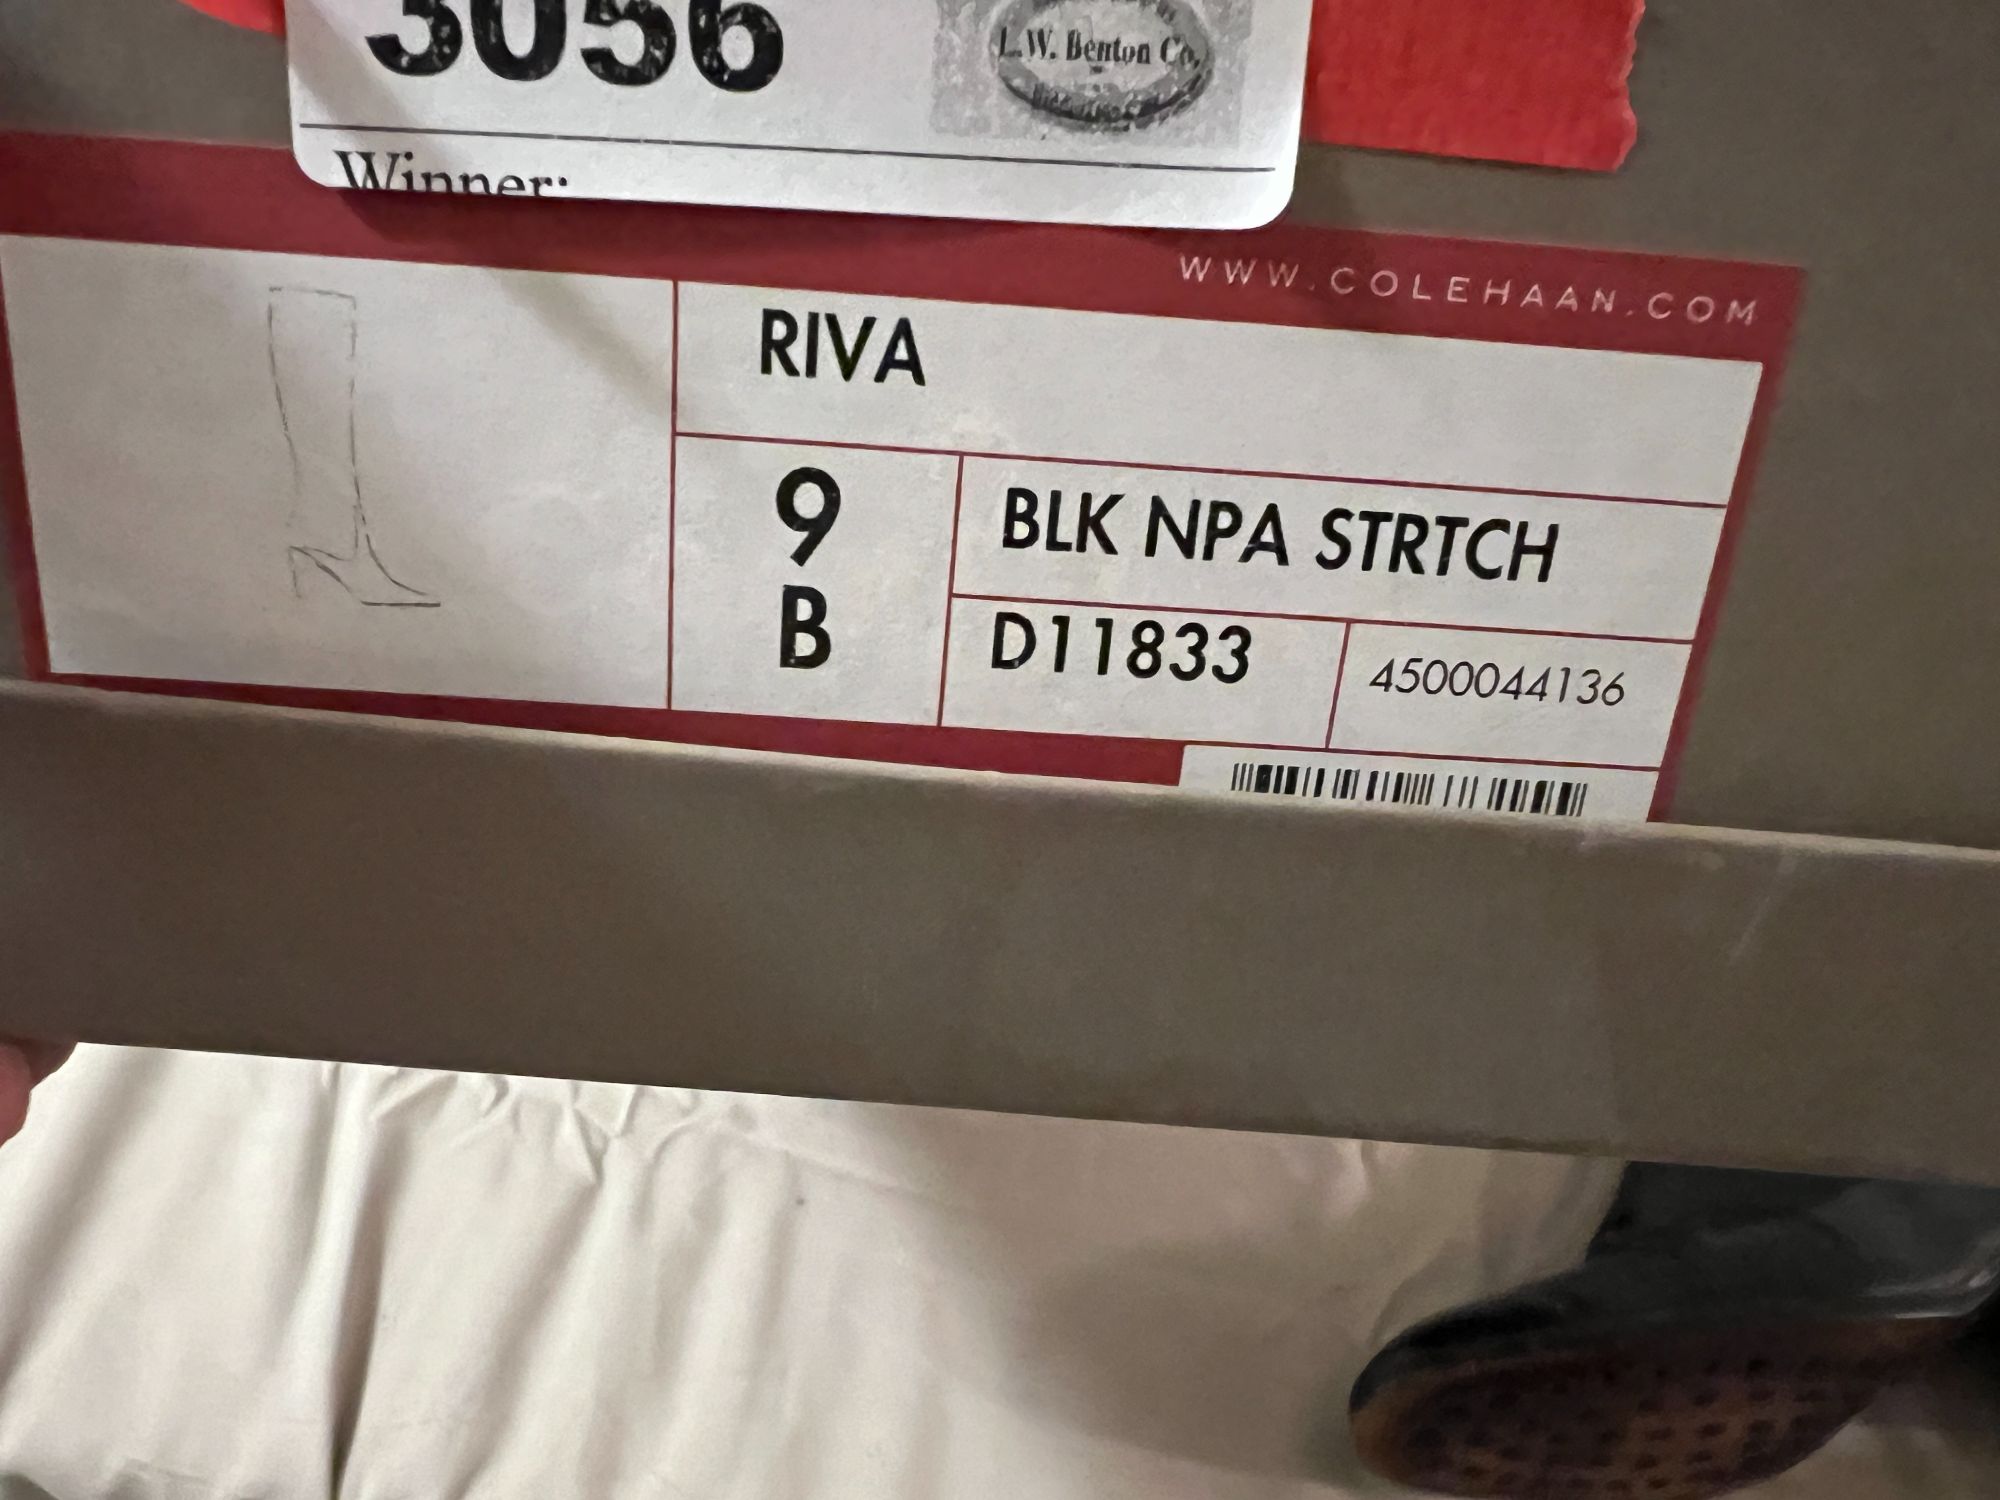 3056
L.W. Benton Co.
Winner:
WWW.COLEHAAN.COM
RIVA
9
B
BLK NPA STRTCH
D11833
4500044136